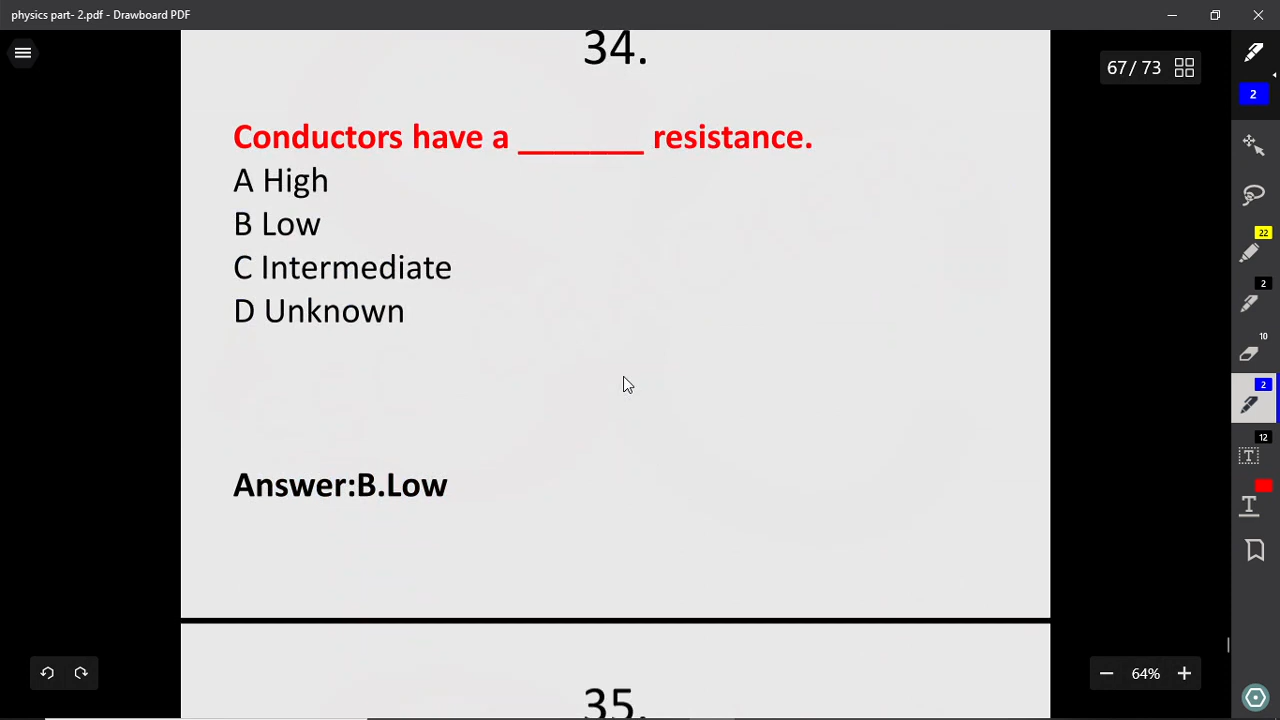 physics part- 2.pdf - Drawboard PDF
34.
67 / 73
2
Conductors have a _______ resistance.
A High
B Low
C Intermediate
D Unknown
22
2
10
2
12
T
T
Answer:B.Low
64%
35.